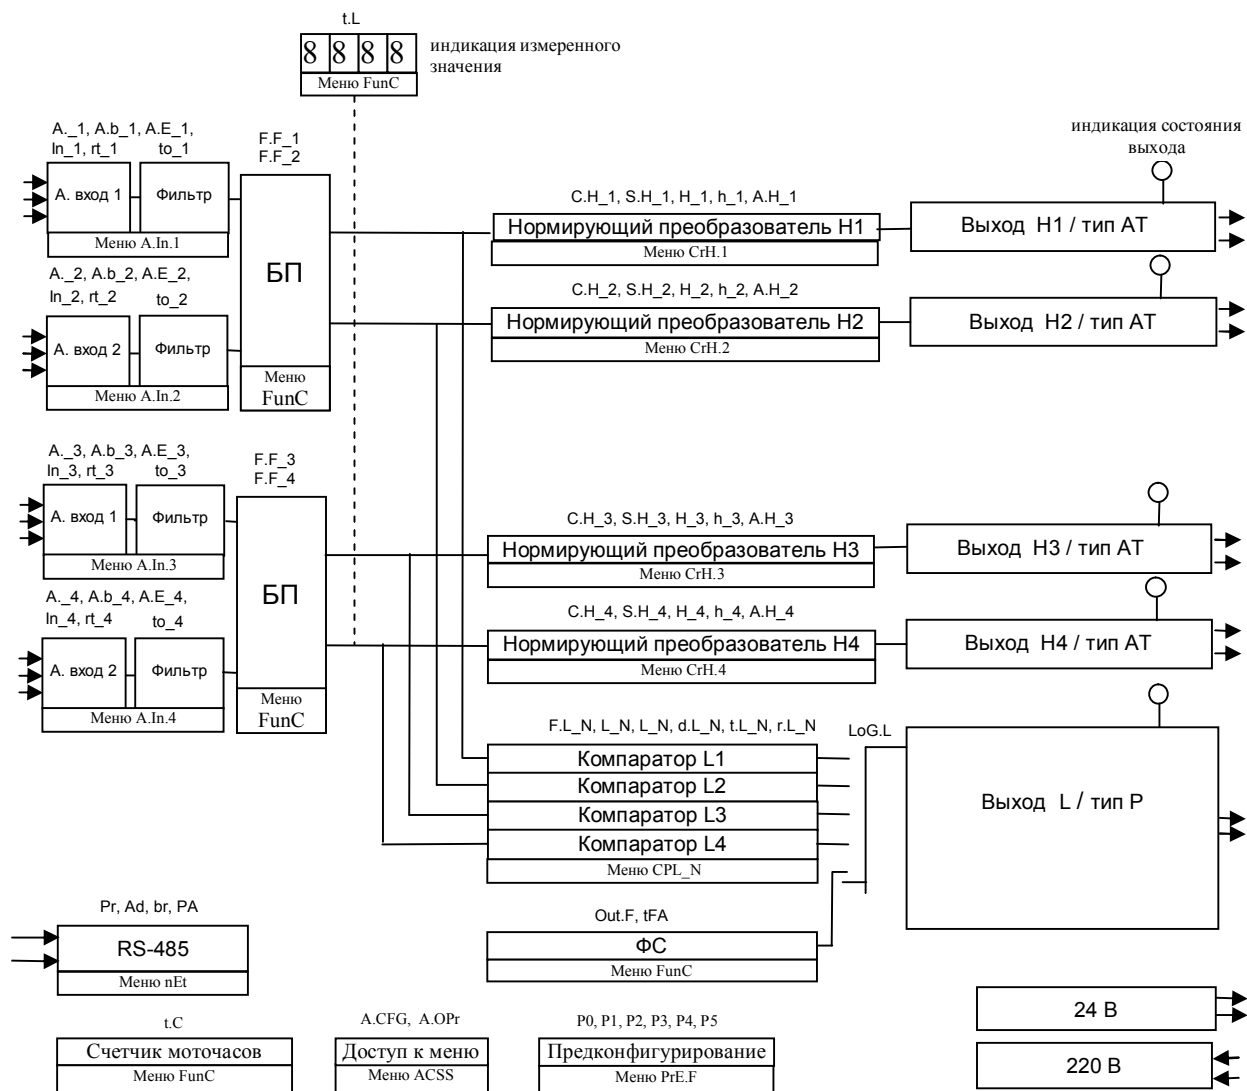 t.L
8 8 8 8
индикация измеренного
значения
Меню FunC
A._1, A.b_1, A.E_1,
In_1, rt_1 to_1
А. вход 1
Фильтр
Меню A.In.1
F.F_1
F.F_2
A._2, A.b_2, A.E_2,
In_2, rt_2 to_2
А. вход 2
Фильтр
Меню A.In.2
БП
Меню
FunC
индикация состояния
выхода
C.H_1, S.H_1, H_1, h_1, A.H_1
Нормирующий преобразователь Н1
Меню CrH.1
Выход Н1 / тип АТ
C.H_2, S.H_2, H_2, h_2, A.H_2
Нормирующий преобразователь Н2
Меню CrH.2
Выход Н2 / тип АТ
A._3, A.b_3, A.E_3,
In_3, rt_3 to_3
А. вход 1
Фильтр
Меню A.In.3
F.F_3
F.F_4
A._4, A.b_4, A.E_4,
In_4, rt_4 to_4
А. вход 2
Фильтр
Меню A.In.4
БП
Меню
FunC
C.H_3, S.H_3, H_3, h_3, A.H_3
Нормирующий преобразователь Н3
Меню CrH.3
Выход Н3 / тип АТ
C.H_4, S.H_4, H_4, h_4, A.H_4
Нормирующий преобразователь Н4
Меню CrH.4
Выход Н4 / тип АТ
F.L_N, L_N, L_N, d.L_N, t.L_N, r.L_N
Компаратор L1
Компаратор L2
Компаратор L3
Компаратор L4
Меню CPL_N
LoG.L
Выход L / тип Р
Out.F, tFA
ФС
Меню FunC
Pr, Ad, br, PA
RS-485
Меню nEt
24 В
220 В
t.C
Счетчик моточасов
Меню FunC
A.CFG, A.OPr
Доступ к меню
Меню ACSS
P0, P1, P2, P3, P4, P5
Предконфигурирование
Меню PrE.F